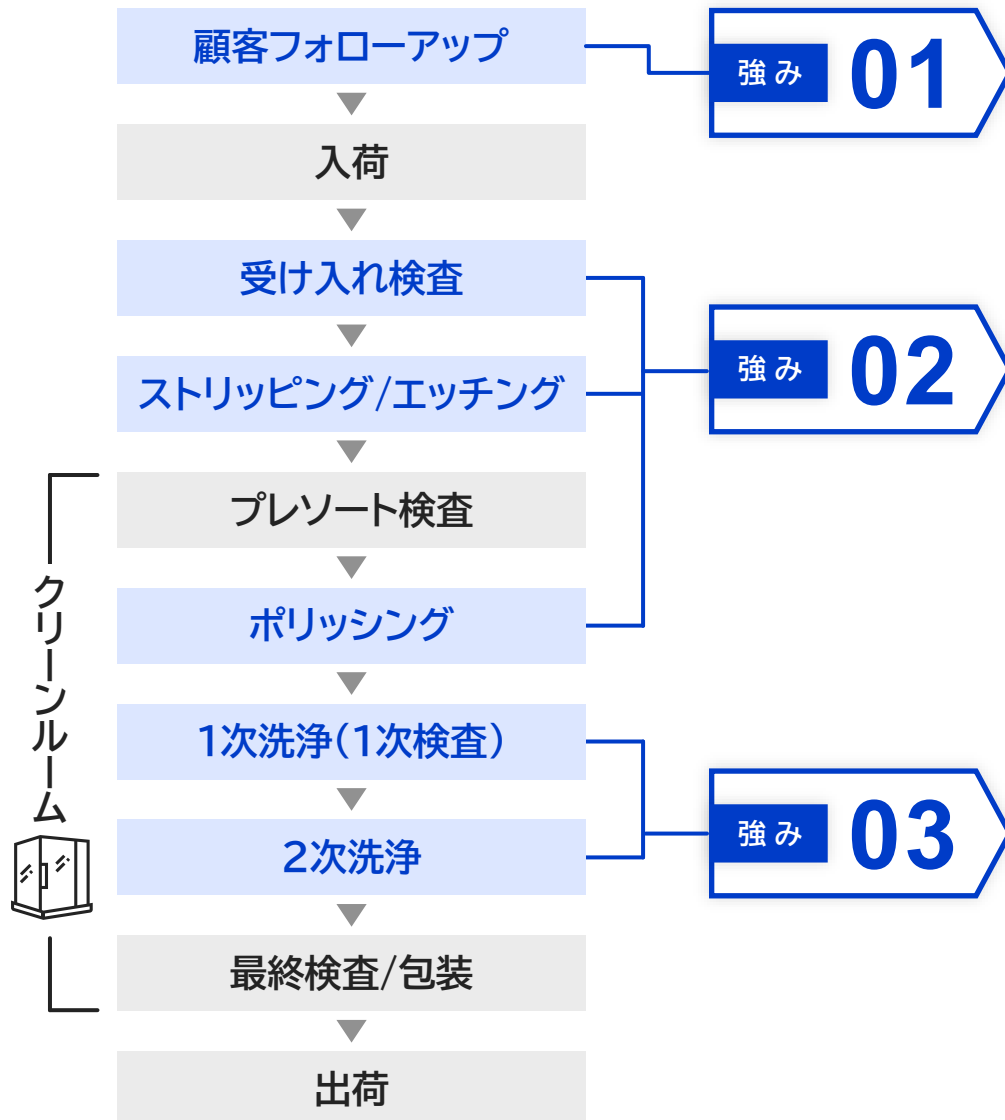 顧客フォローアップ
強み 01
入荷
受け入れ検査
ストリッピング/エッチング
強み 02
プレソート検査
ポリッシング
クリーンルーム
1次洗浄(1次検査)
2次洗浄
強み 03
最終検査/包装
出荷